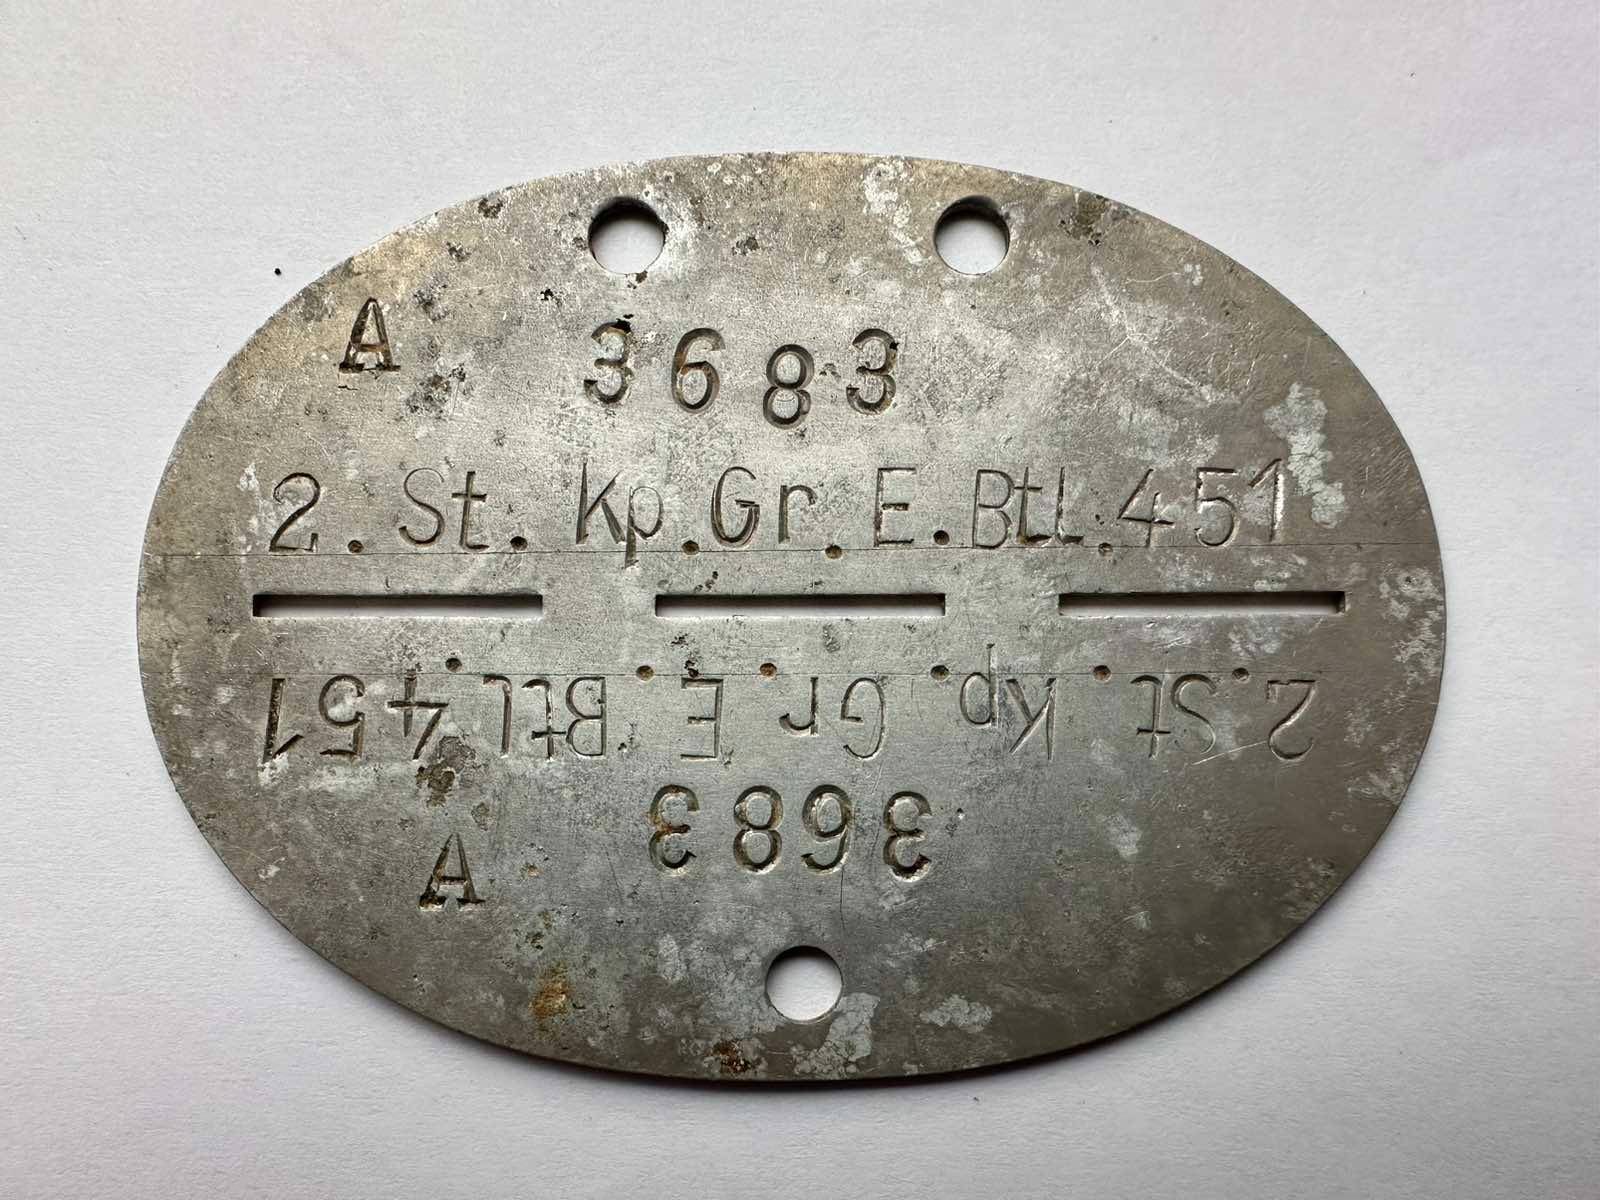 A 3683
2. St. Kp. Gr. E. Btl. 451
2. St. Kp. Gr. E. Btl. 451
A 3683